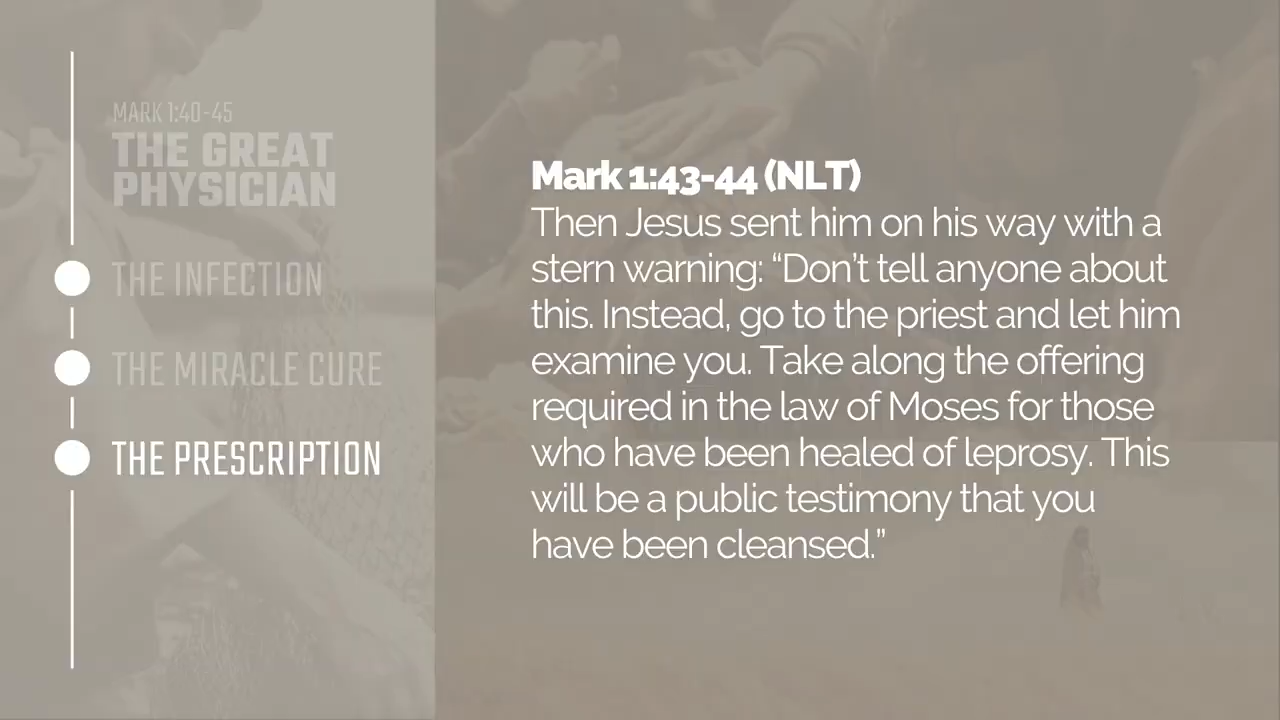 MARK 1:40-45
THE GREAT
PHYSICIAN
THE INFECTION
THE MIRACLE CURE
THE PRESCRIPTION
Mark 1:43-44 (NLT)
Then Jesus sent him on his way with a
stern warning: “Don’t tell anyone about
this. Instead, go to the priest and let him
examine you. Take along the offering
required in the law of Moses for those
who have been healed of leprosy. This
will be a public testimony that you
have been cleansed.”